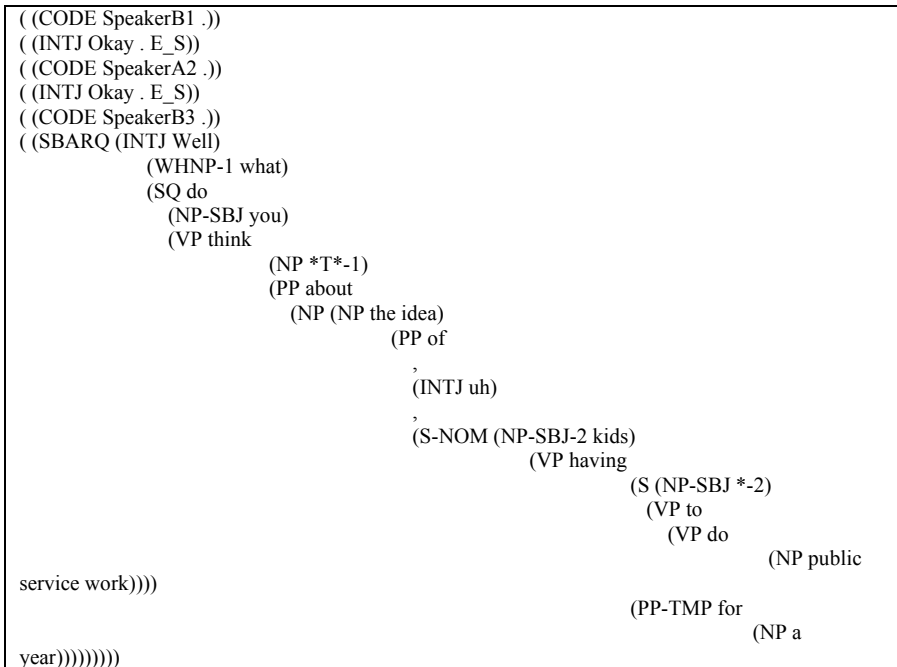 ( (CODE SpeakerB1 .))
( (INTJ Okay . E_S))
( (CODE SpeakerA2 .))
( (INTJ Okay . E_S))
( (CODE SpeakerB3 .))
( (SBARQ (INTJ Well)
(WHNP-1 what)
(SQ do
(NP-SBJ you)
(VP think
(NP *T*-1)
(PP about
(NP (NP the idea)
(PP of
,
(INTJ uh)
,
(S-NOM (NP-SBJ-2 kids)
(VP having
(S (NP-SBJ *-2)
(VP to
(VP do
(NP public
service work))))
(PP-TMP for
(NP a
year)))))))))